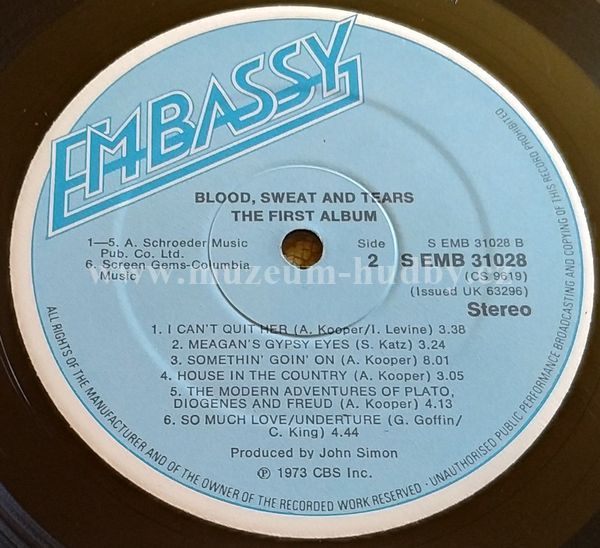 EMBASSY
BLOOD, SWEAT AND TEARS
THE FIRST ALBUM
1—5. A. Schroeder Music
Pub. Co. Ltd.
6. Screen Gems-Columbia
Music
Side
2
S EMB 31028 B
S EMB 31028
(CS 9619)
(Issued UK 63296)
Stereo
www.muzeum-hudby.
1. I CAN'T QUIT HER (A. Kooper/I. Levine) 3.38
2. MEAGAN'S GYPSY EYES (S. Katz) 3.24
3. SOMETHIN' GOIN' ON (A. Kooper) 8.01
4. HOUSE IN THE COUNTRY (A. Kooper) 3.05
5. THE MODERN ADVENTURES OF PLATO,
DIOGENES AND FREUD (A. Kooper) 4.13
6. SO MUCH LOVE/UNDERTURE (G. Goffin/
C. King) 4.44
Produced by John Simon
℗ 1973 CBS Inc.
ALL RIGHTS OF THE MANUFACTURER AND OF THE OWNER OF THE RECORDED WORK RESERVED - UNAUTHORISED PUBLIC PERFORMANCE BROADCASTING AND COPYING OF THIS RECORD PROHIBITED